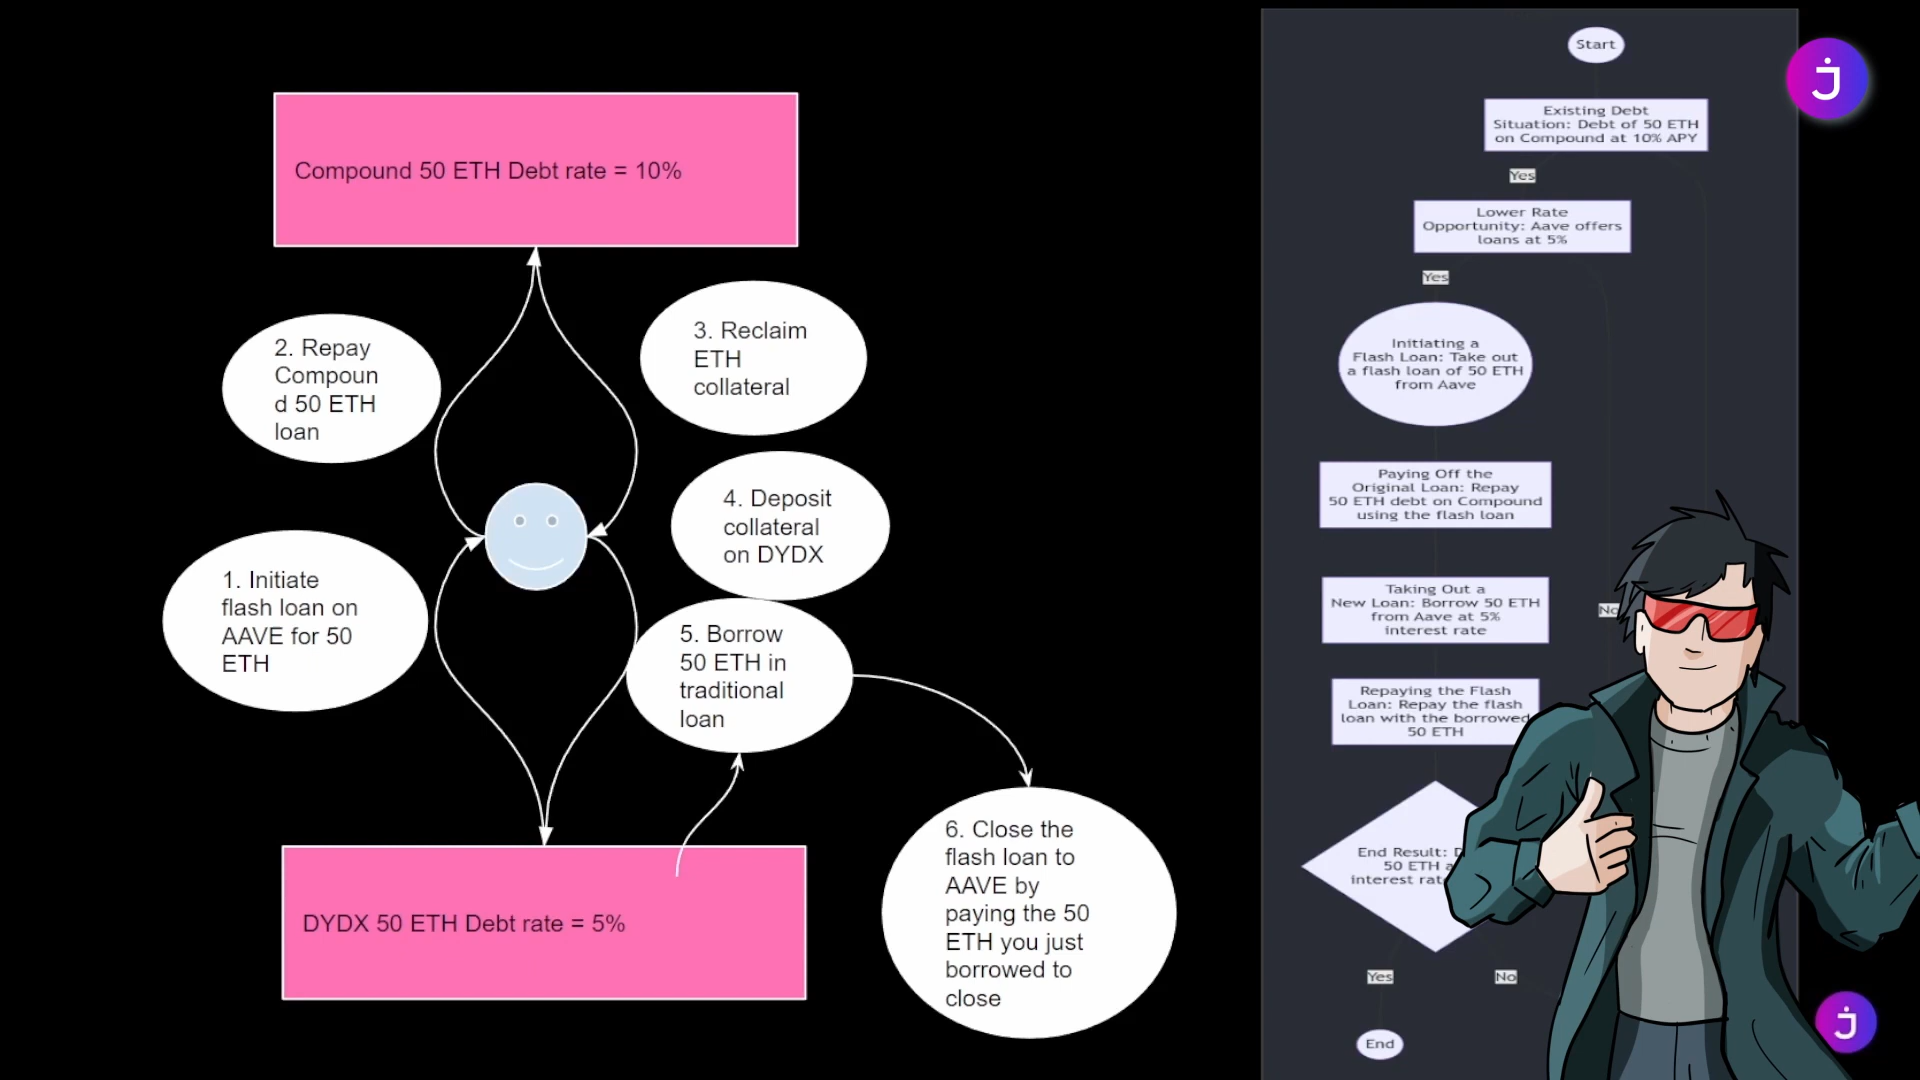 Compound 50 ETH Debt rate = 10%
2. Repay
Compoun
d 50 ETH
loan
3. Reclaim
ETH
collateral
4. Deposit
collateral
on DYDX
1. Initiate
flash loan on
AAVE for 50
ETH
5. Borrow
50 ETH in
traditional
loan
6. Close the
flash loan to
AAVE by
paying the 50
ETH you just
borrowed to
close
DYDX 50 ETH Debt rate = 5%
Start
Existing Debt
Situation: Debt of 50 ETH
on Compound at 10% APY
Yes
Lower Rate
Opportunity: Aave offers
loans at 5%
Yes
Initiating a
Flash Loan: Take out
a flash loan of 50 ETH
from Aave
Paying Off the
Original Loan: Repay
50 ETH debt on Compound
using the flash loan
Taking Out a
New Loan: Borrow 50 ETH
from Aave at 5%
interest rate
No
Repaying the Flash
Loan: Repay the flash
loan with the borrowed
50 ETH
End Result:
50 ETH
interest
Yes
No
End
J
J